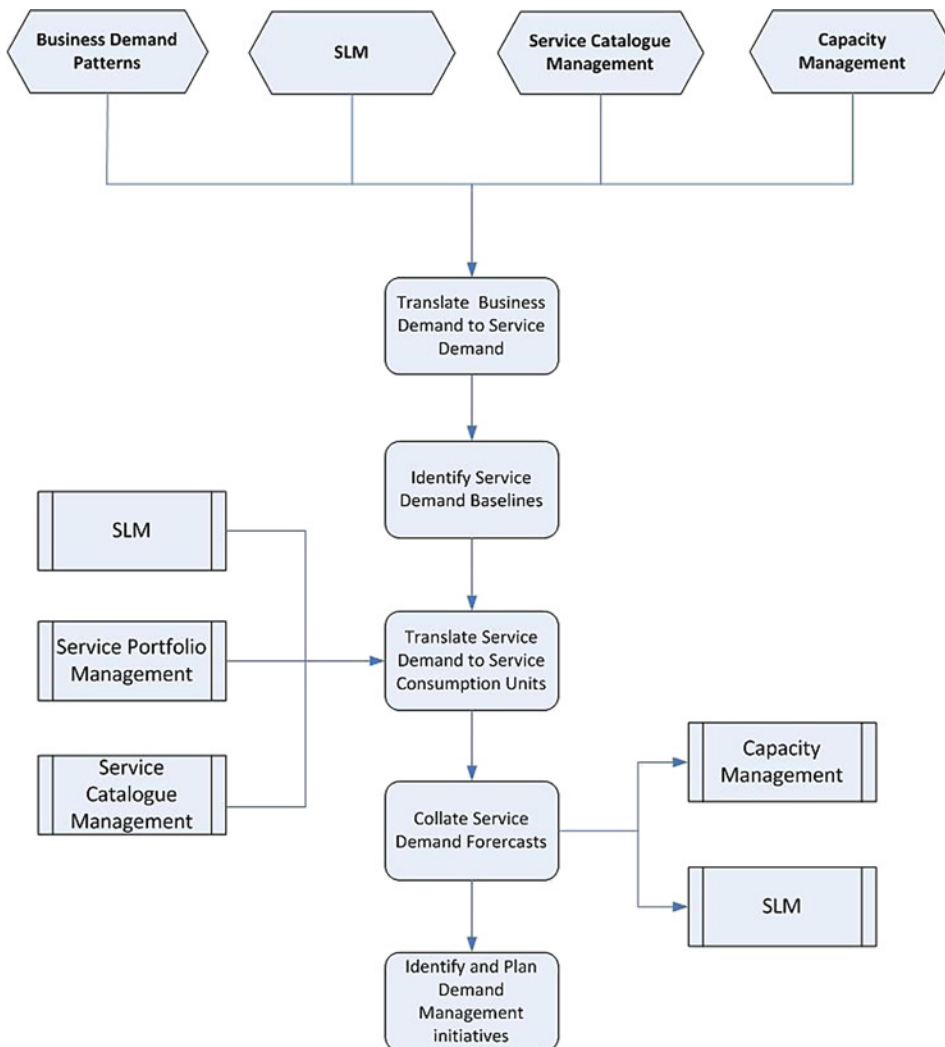 Business Demand
Patterns
SLM
Service Catalogue
Management
Capacity
Management
Translate Business
Demand to Service
Demand
Identify Service
Demand Baselines
SLM
Service Portfolio
Management
Translate Service
Demand to Service
Consumption Units
Service
Catalogue
Management
Capacity
Management
Collate Service
Demand Forercasts
SLM
Identify and Plan
Demand
Management
initiatives